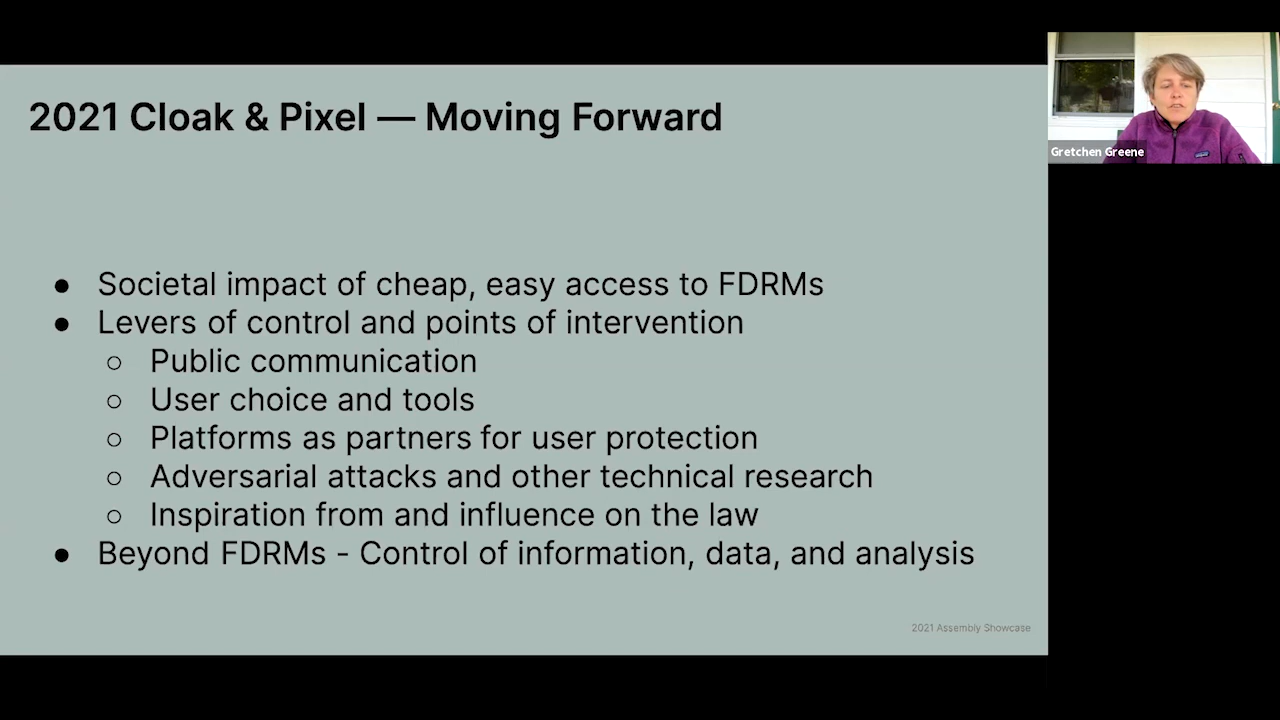 2021 Cloak & Pixel — Moving Forward
Gretchen Greene
● Societal impact of cheap, easy access to FDRMs
● Levers of control and points of intervention
○ Public communication
○ User choice and tools
○ Platforms as partners for user protection
○ Adversarial attacks and other technical research
○ Inspiration from and influence on the law
● Beyond FDRMs - Control of information, data, and analysis
2021 Assembly Showcase